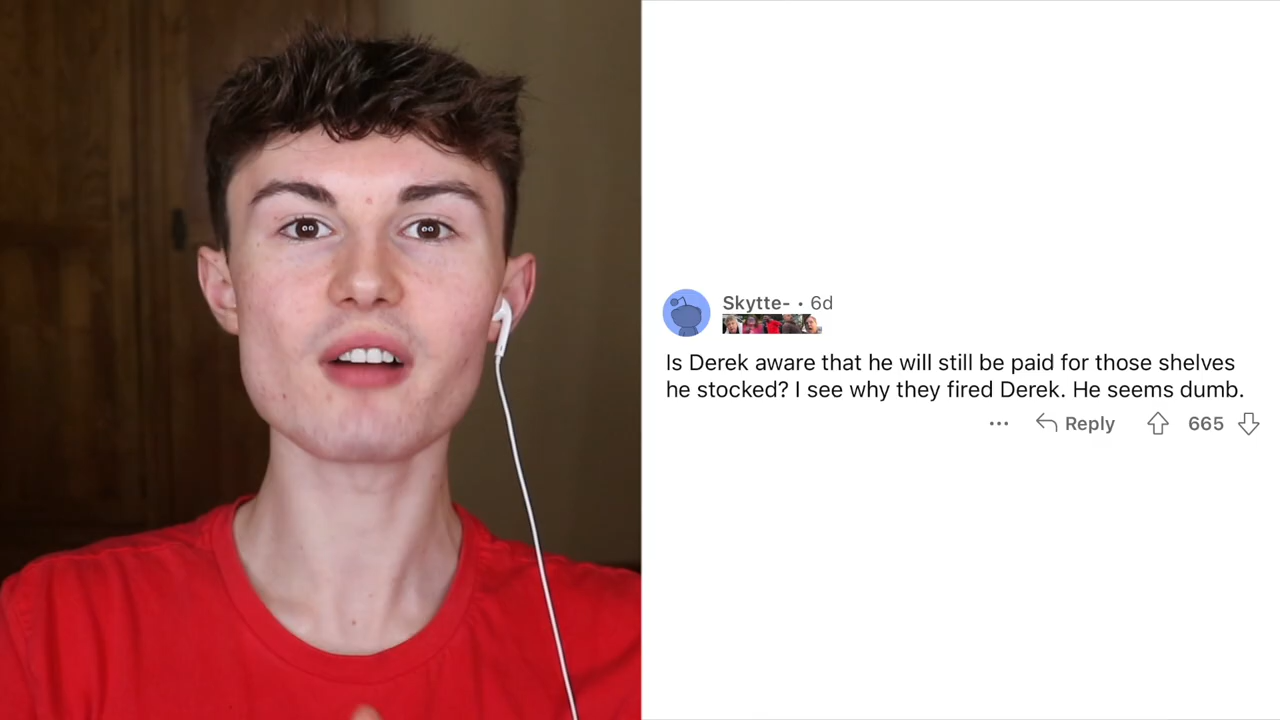 Skytte- • 6d
Is Derek aware that he will still be paid for those shelves
he stocked? I see why they fired Derek. He seems dumb.
Reply 665